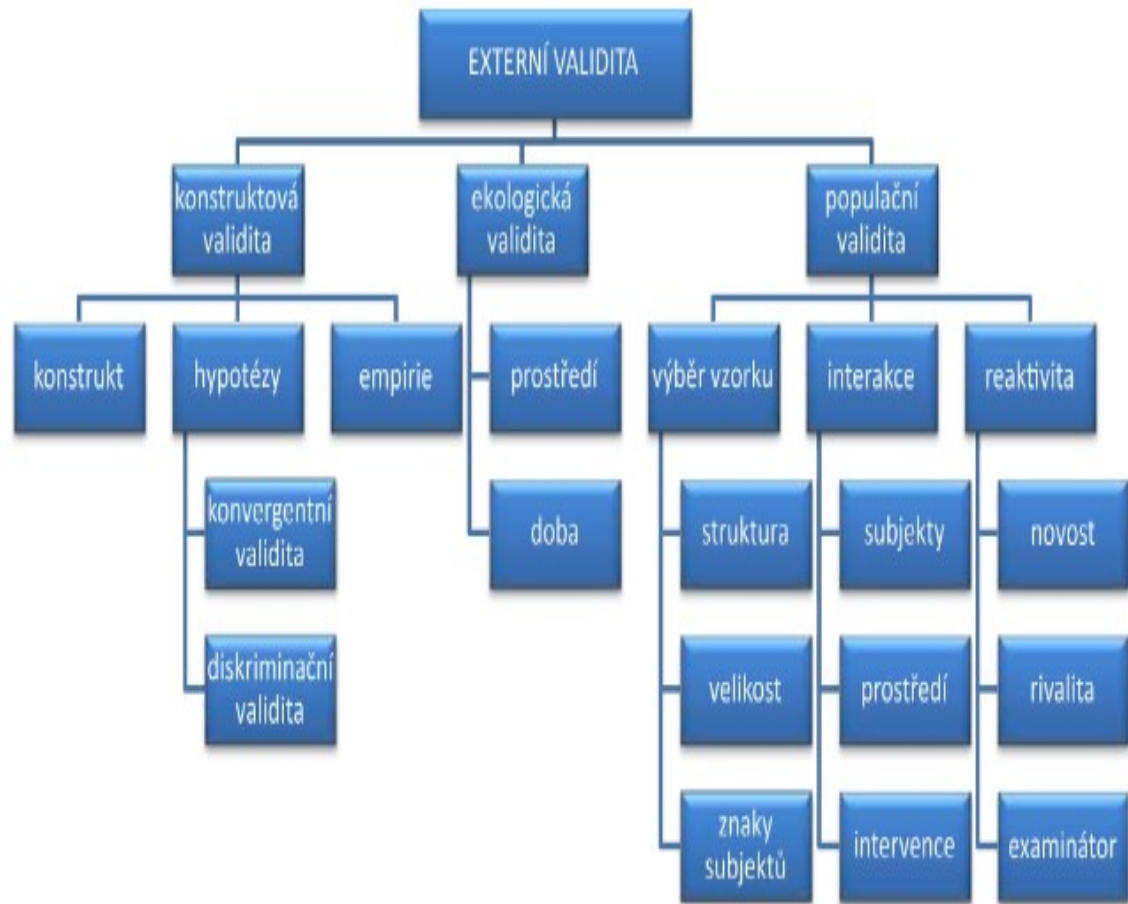 EXTERNÍ VALIDITA
konstruktová
validita
ekologická
validita
populační
validita
konstrukt
hypotézy
empirie
prostředí
výběr vzorku
interakce
reaktivita
konvergentní
validita
doba
struktura
subjekty
novost
diskriminační
validita
velikost
prostředí
rivalita
znaky
subjektů
intervence
examinátor